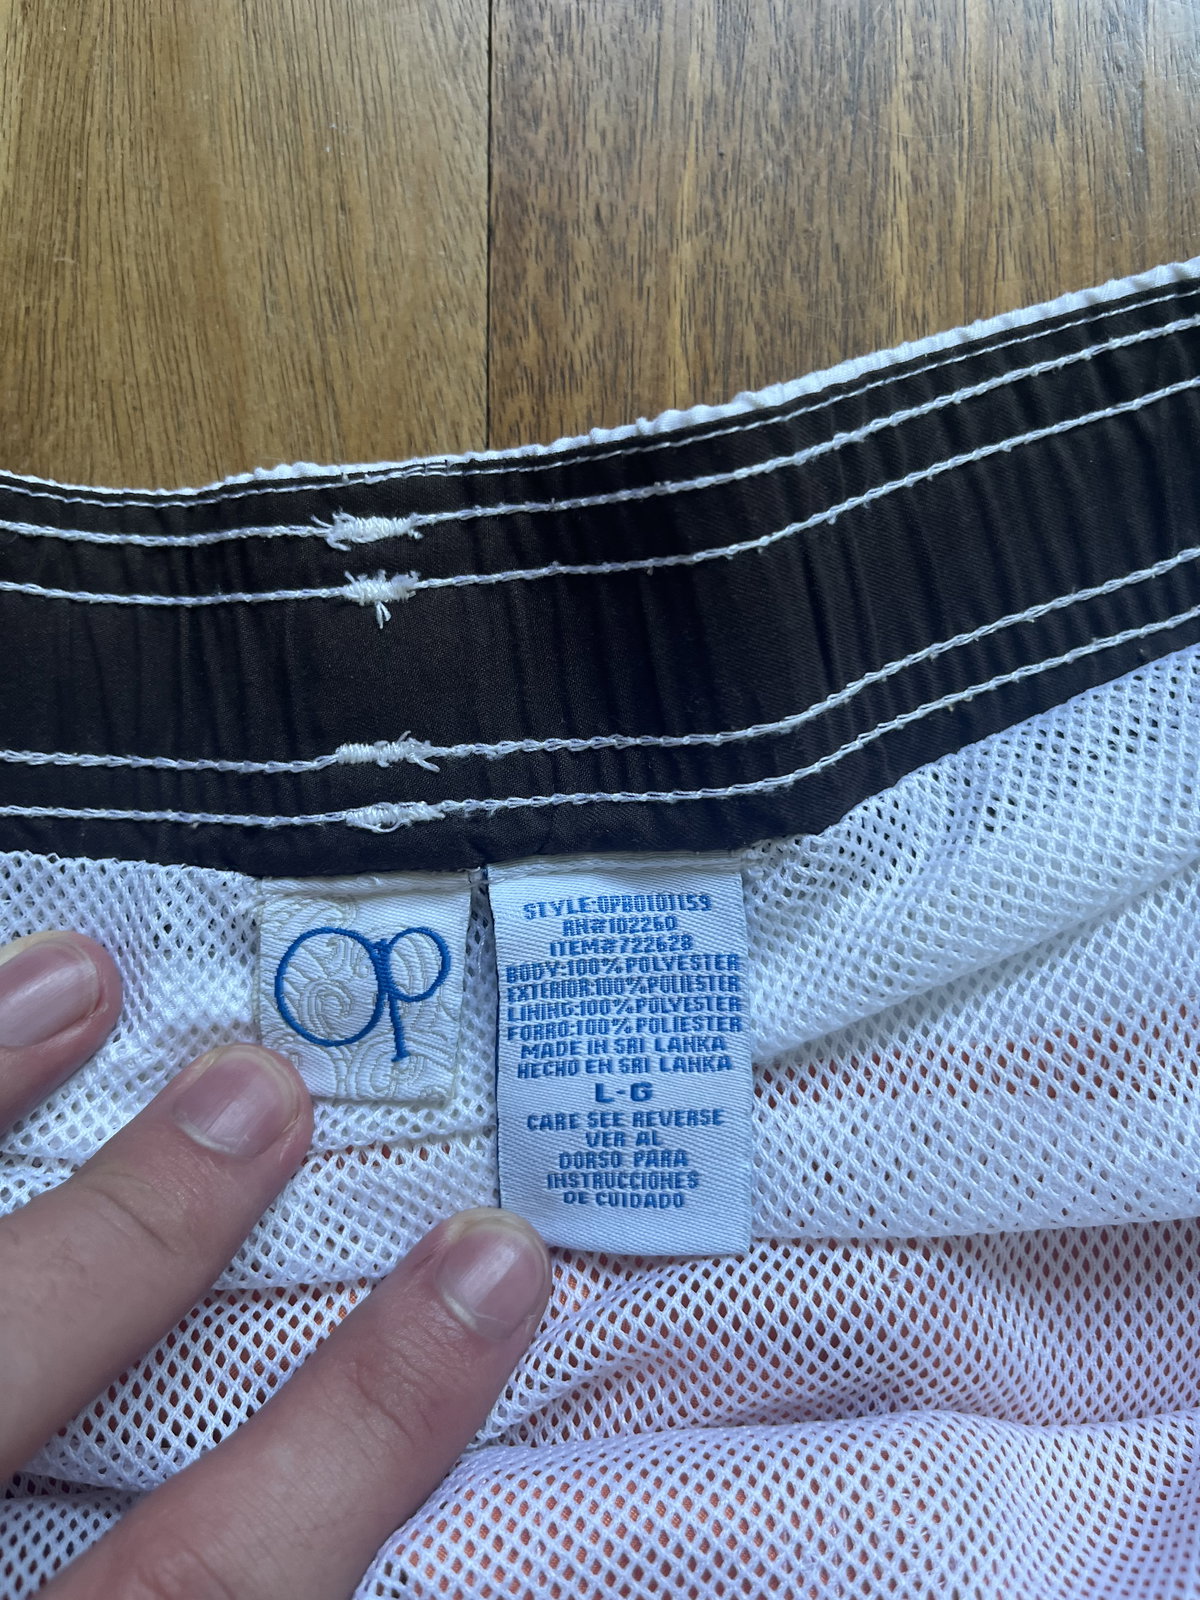 Op
STYLE:OPB0101159
RN#102260
ITEM#722628
BODY:100%POLYESTER
EXTERIOR:100%POLIESTER
LINING:100%POLYESTER
FORRO:100%POLIESTER
MADE IN SRI LANKA
HECHO EN SRI LANKA
L-G
CARE SEE REVERSE
VER AL
DORSO PARA
INSTRUCCIONES
DE CUIDADO